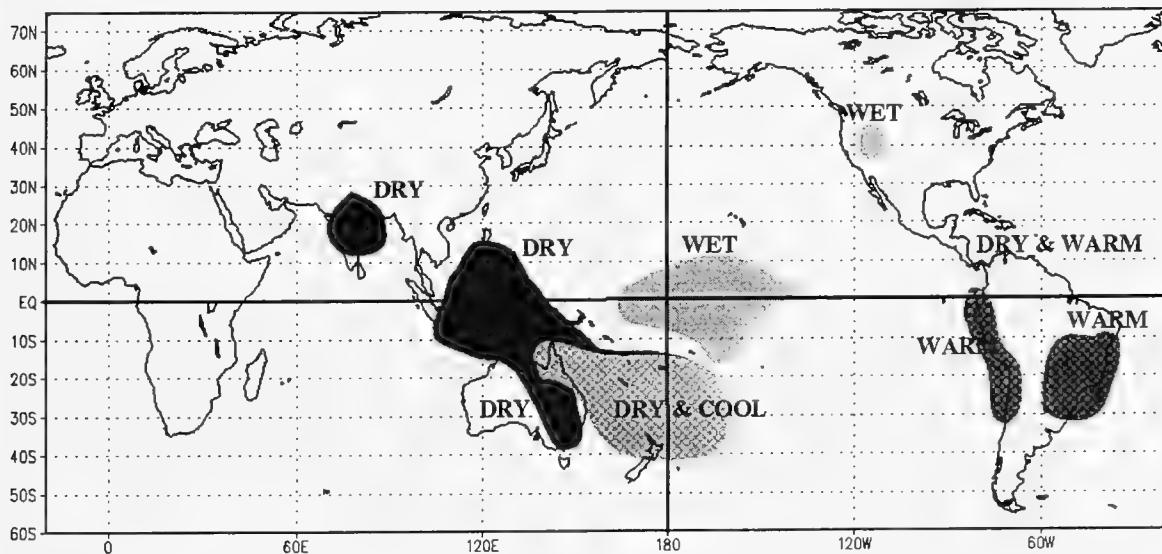 70N
60N
WET
50N
40N
DRY
30N
20N
DRY
WET
DRY & WARM
10N
EQ
WARM
10S
20S
DRY
DRY & COOL
30S
40S
50S
60S
0
60E
120E
180
120W
60W